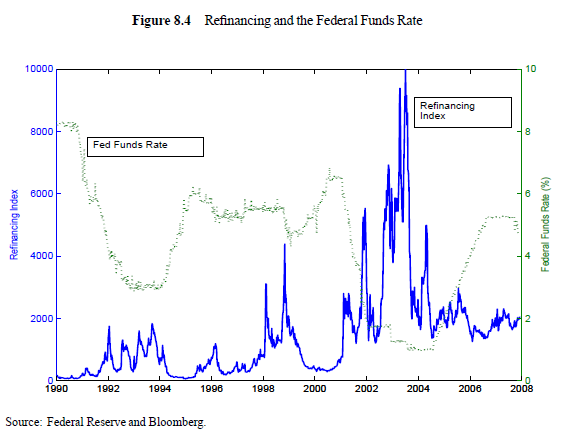 Figure 8.4 Refinancing and the Federal Funds Rate
10000
8000
6000
4000
2000
0
Refinancing Index
Fed Funds Rate
Refinancing
Index
10
8
6
4
2
0
Federal Funds Rate (%)
1990 1992 1994 1996 1998 2000 2002 2004 2006 2008
Source: Federal Reserve and Bloomberg.